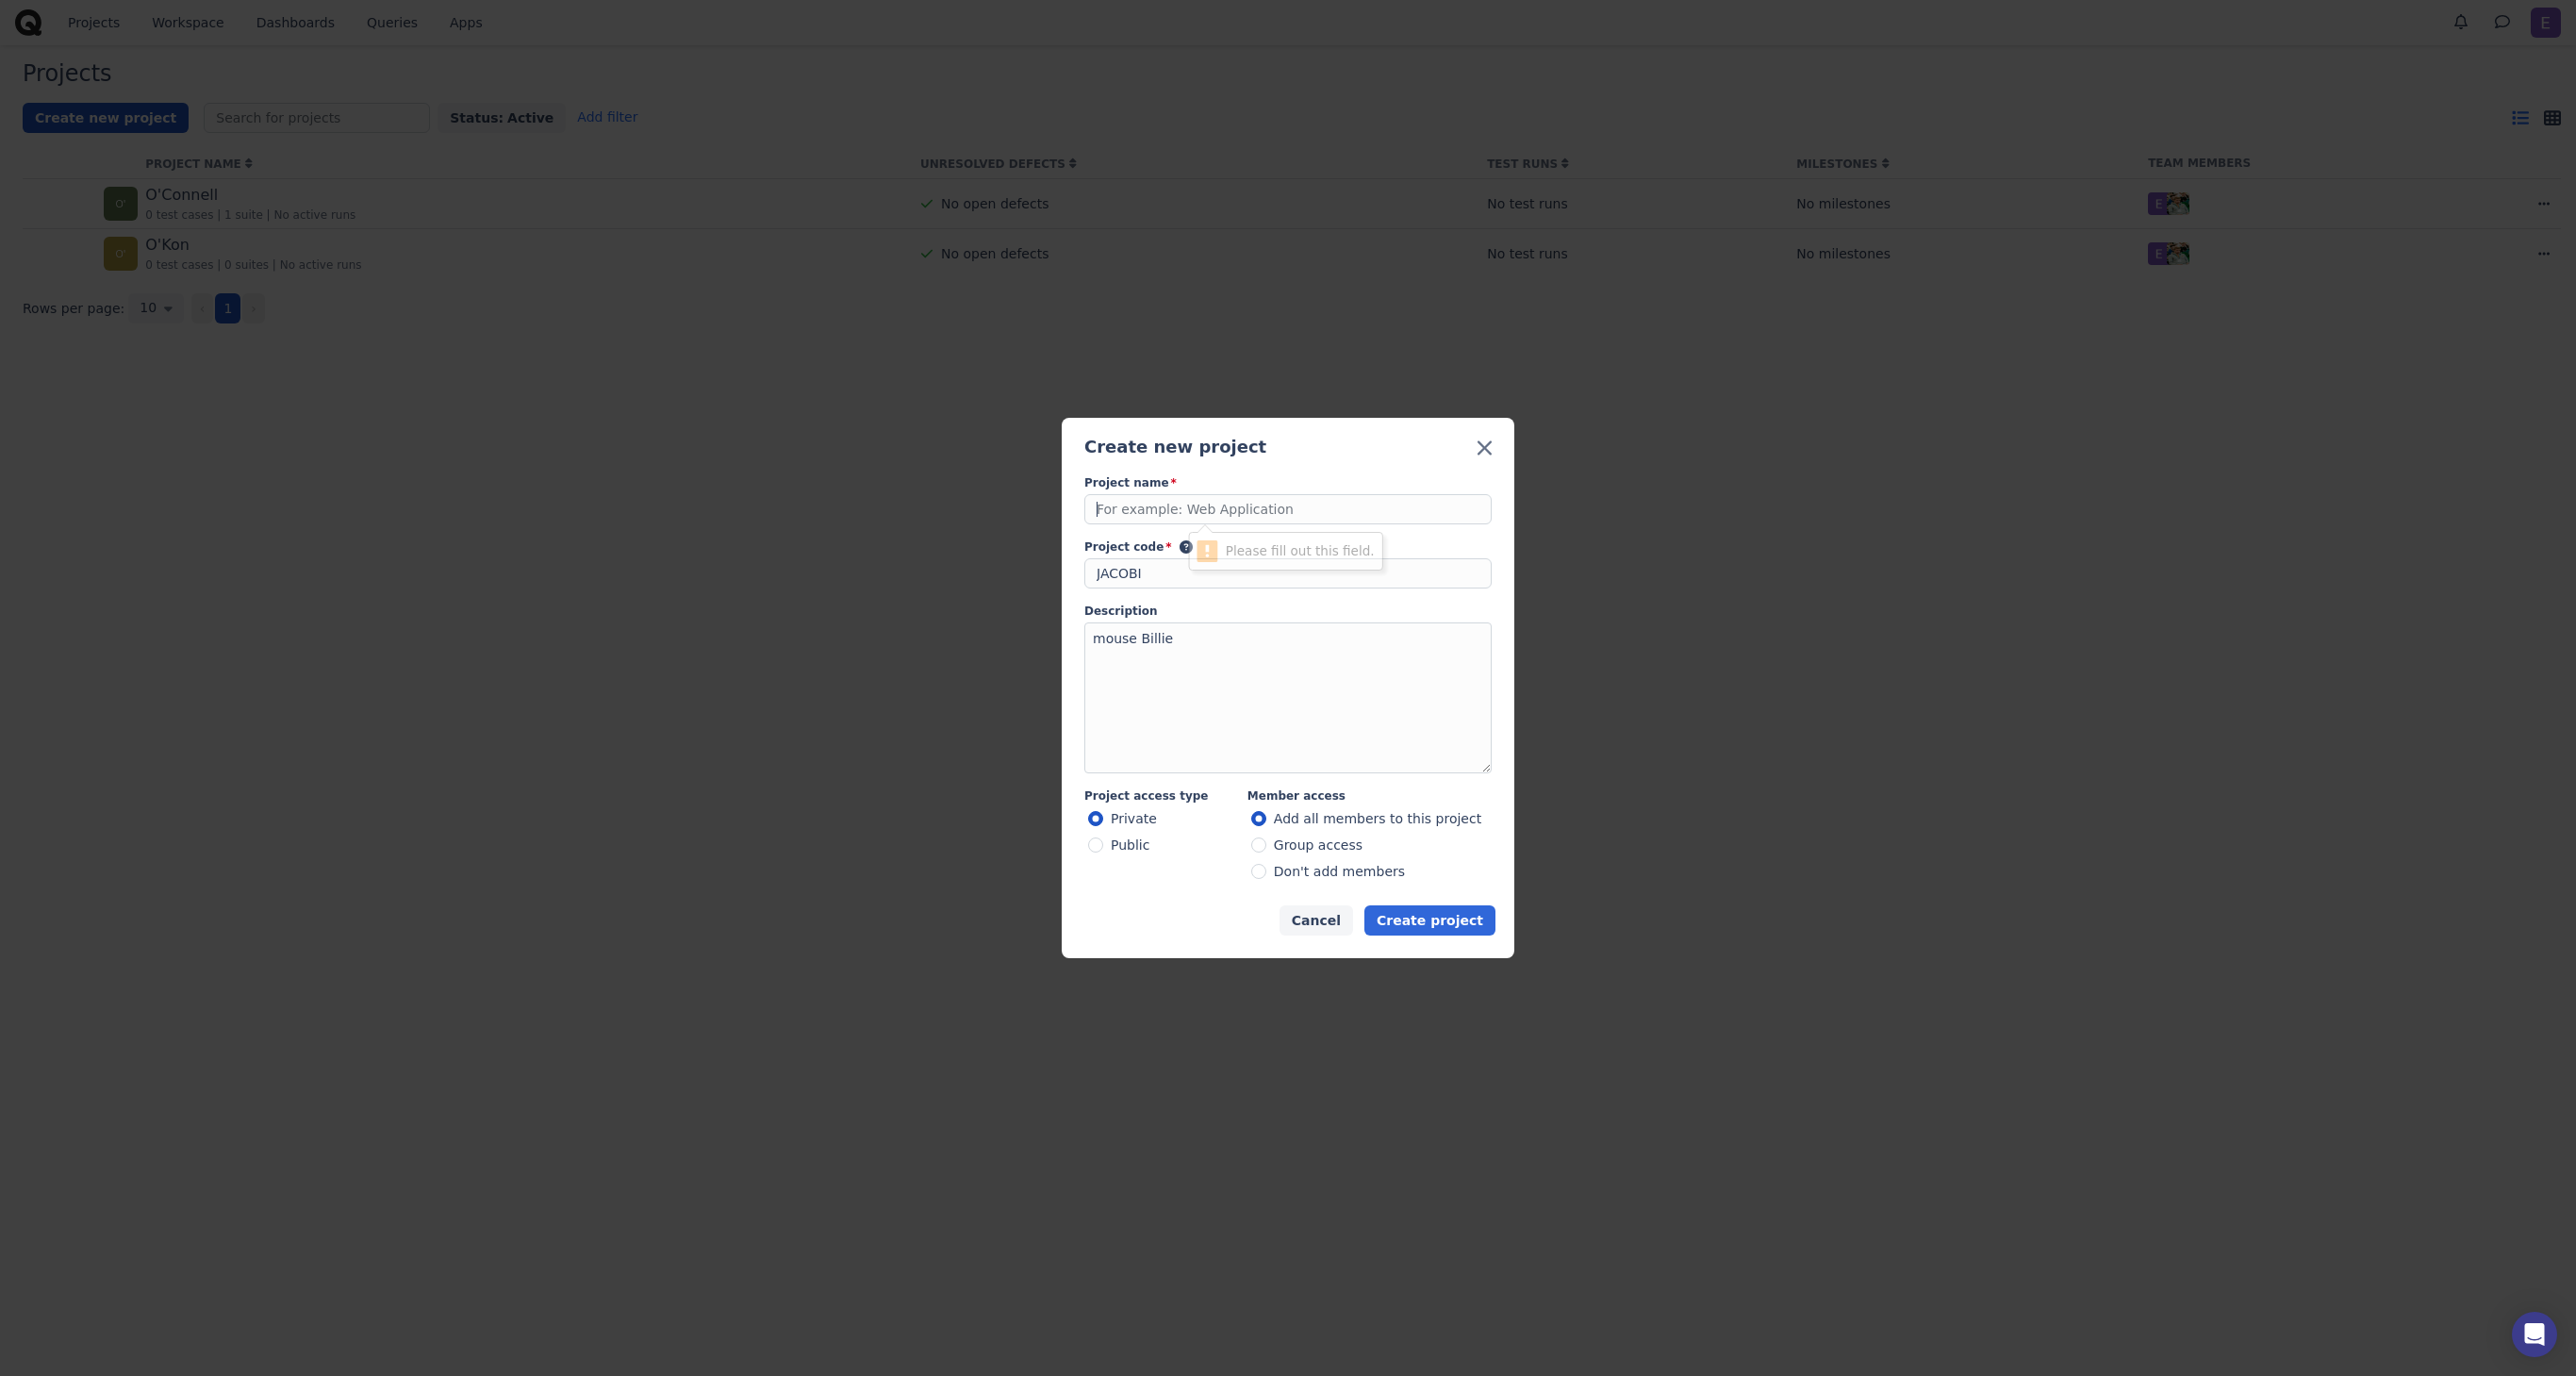 Projects Workspace Dashboards Queries Apps E
Projects
Create new project Search for projects Status: Active Add filter
PROJECT NAME UNRESOLVED DEFECTS TEST RUNS MILESTONES TEAM MEMBERS
O' O'Connell No open defects No test runs No milestones E
0 test cases | 1 suite | No active runs
O' O'Kon No open defects No test runs No milestones E
0 test cases | 0 suites | No active runs
Rows per page: 10 1
Create new project
Project name*
For example: Web Application
Project code* ?
Please fill out this field.
JACOBI
Description
mouse Billie
Project access type Member access
Private Add all members to this project
Public Group access
Don't add members
Cancel Create project